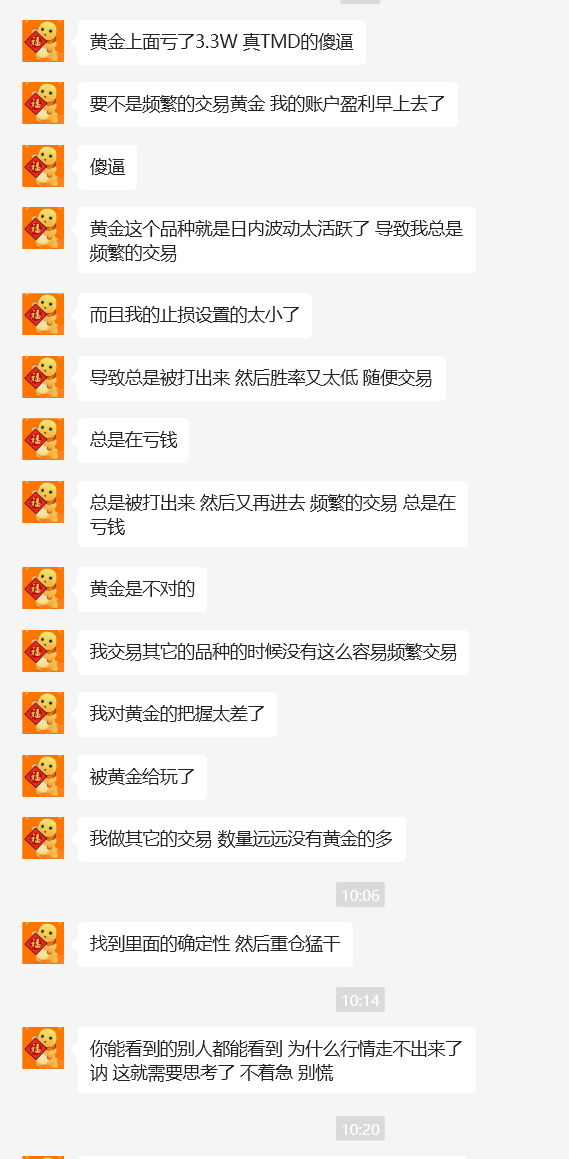 黄金上面亏了3.3W 真TMD的傻逼
要不是频繁的交易黄金 我的账户盈利早上去了
傻逼
黄金这个品种就是日内波动太活跃了 导致我总是
频繁的交易
而且我的止损设置的太小了
导致总是被打出来 然后胜率又太低 随便交易
总是在亏钱
总是被打出来 然后又再进去 频繁的交易 总是在
亏钱
黄金是不对的
我交易其它的品种的时候没有这么容易频繁交易
我对黄金的把握太差了
被黄金给玩了
我做其它的交易 数量远远没有黄金的多
10:06
找到里面的确定性 然后重仓猛干
10:14
你能看到的别人都能看到 为什么行情走不出来了
讷 这就需要思考了 不着急 别慌
10:20